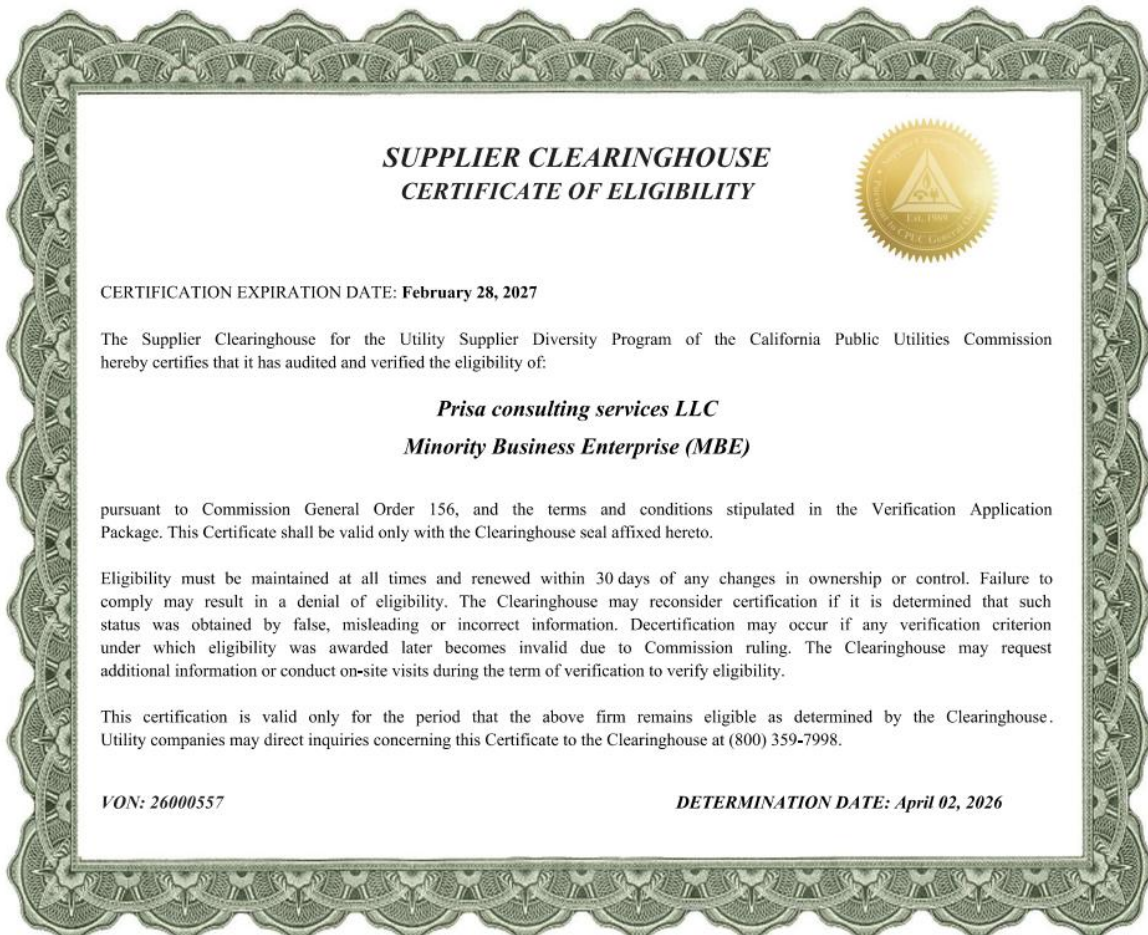 SUPPLIER CLEARINGHOUSE
CERTIFICATE OF ELIGIBILITY
Supplier Clearinghouse
Est. 1989
Pursuant to CPUC General
CERTIFICATION EXPIRATION DATE: February 28, 2027
The Supplier Clearinghouse for the Utility Supplier Diversity Program of the California Public Utilities Commission
hereby certifies that it has audited and verified the eligibility of:
Prisa consulting services LLC
Minority Business Enterprise (MBE)
pursuant to Commission General Order 156, and the terms and conditions stipulated in the Verification Application
Package. This Certificate shall be valid only with the Clearinghouse seal affixed hereto.
Eligibility must be maintained at all times and renewed within 30 days of any changes in ownership or control. Failure to
comply may result in a denial of eligibility. The Clearinghouse may reconsider certification if it is determined that such
status was obtained by false, misleading or incorrect information. Decertification may occur if any verification criterion
under which eligibility was awarded later becomes invalid due to Commission ruling. The Clearinghouse may request
additional information or conduct on-site visits during the term of verification to verify eligibility.
This certification is valid only for the period that the above firm remains eligible as determined by the Clearinghouse.
Utility companies may direct inquiries concerning this Certificate to the Clearinghouse at (800) 359-7998.
VON: 26000557
DETERMINATION DATE: April 02, 2026